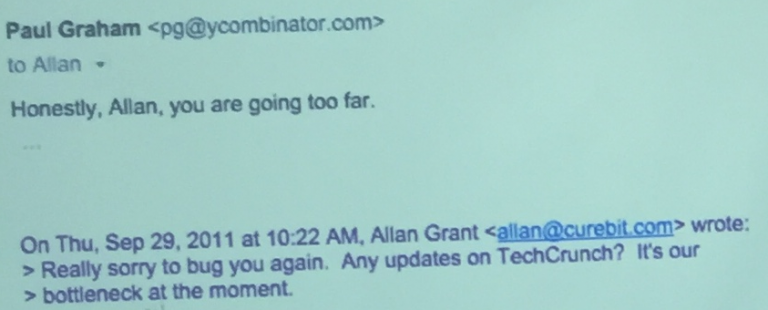 Paul Graham <pg@ycombinator.com>
to Allan
Honestly, Allan, you are going too far.
...
On Thu, Sep 29, 2011 at 10:22 AM, Allan Grant <allan@curebit.com> wrote:
> Really sorry to bug you again.  Any updates on TechCrunch?  It's our
> bottleneck at the moment.